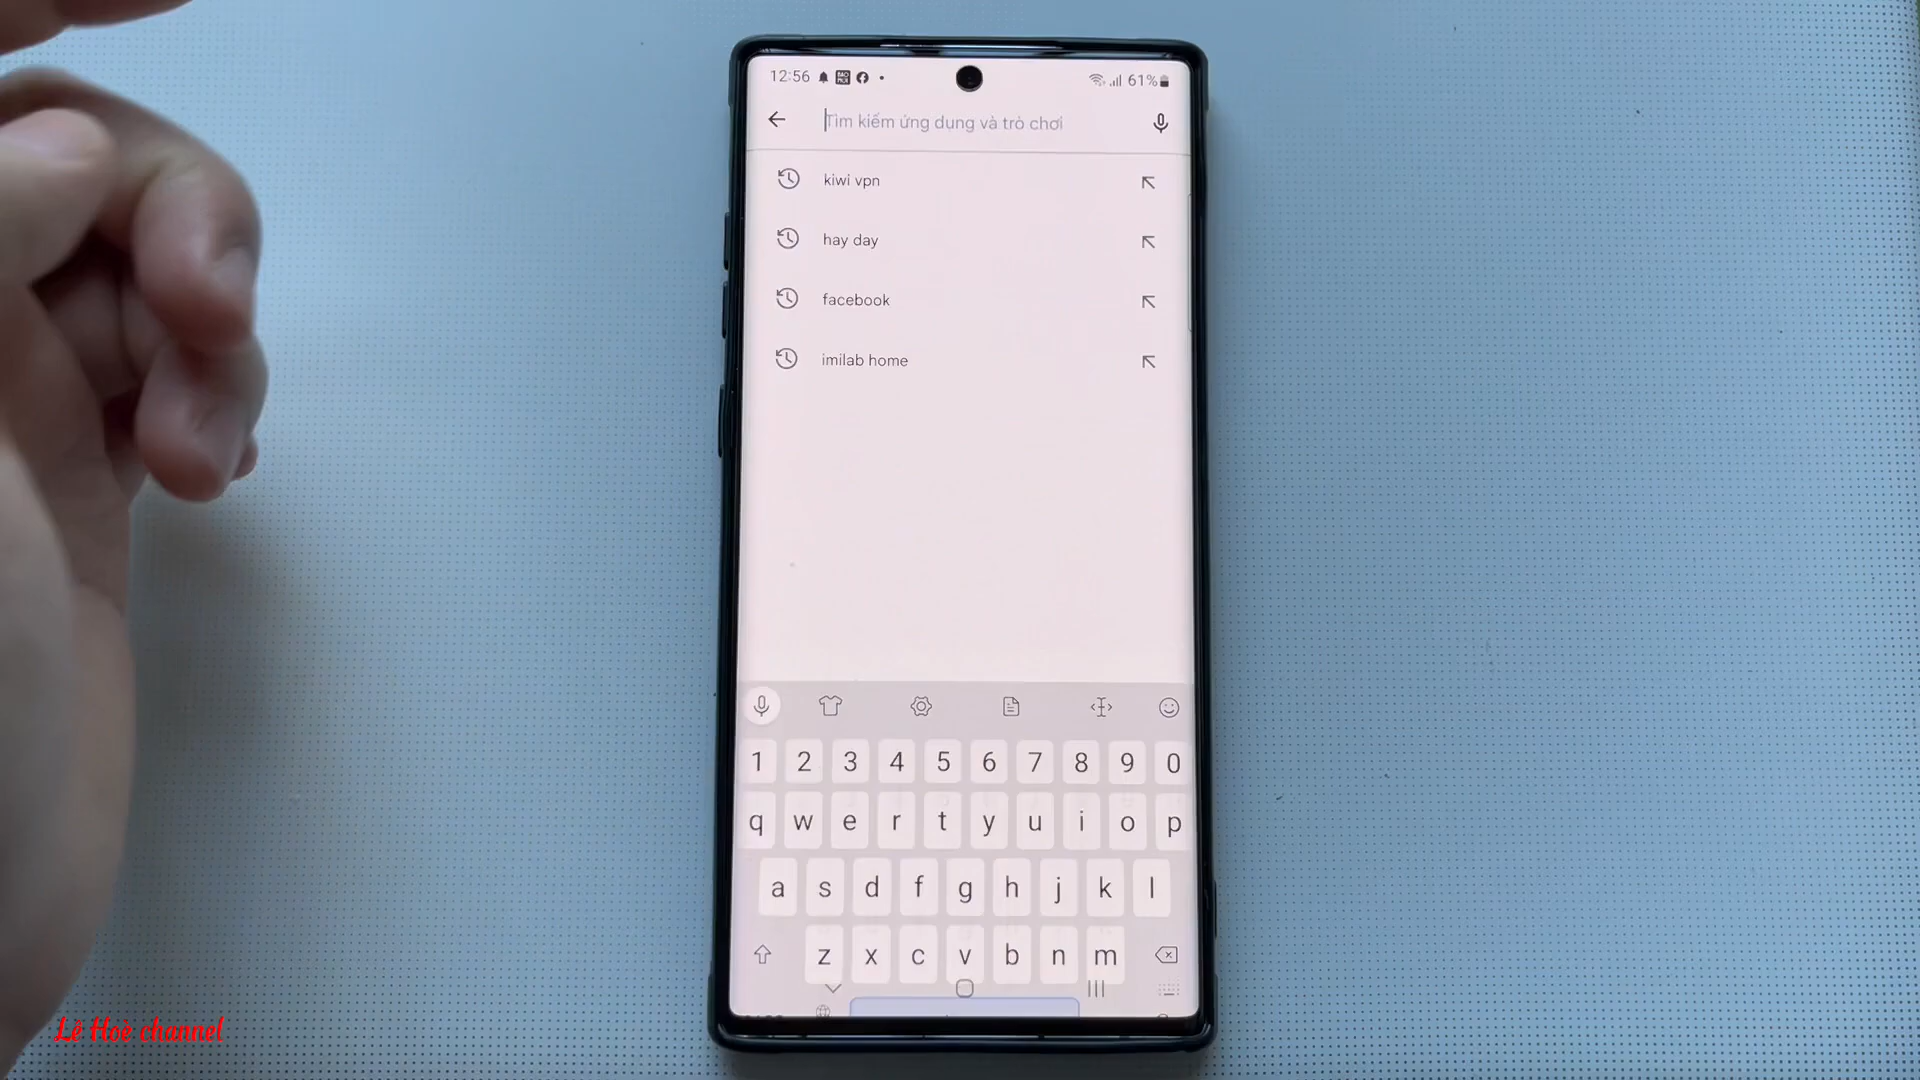 12:56 61%
Tìm kiếm ứng dụng và trò chơi
kiwi vpn
hay day
facebook
imilab home
1 2 3 4 5 6 7 8 9 0
q w e r t y u i o p
a s d f g h j k l
z x c v b n m
Lê Hoè channel